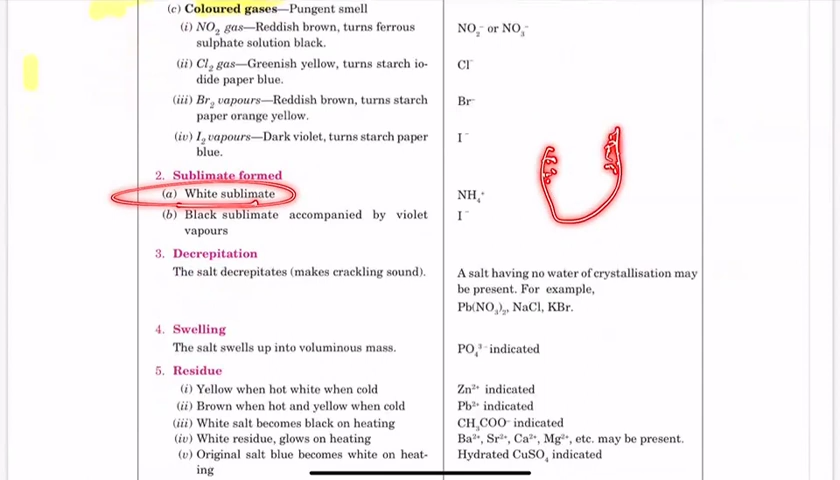 (c) Coloured gases—Pungent smell
(i) NO₂ gas—Reddish brown, turns ferrous
sulphate solution black.
NO₂⁻ or NO₃⁻
(ii) Cl₂ gas—Greenish yellow, turns starch io-
dide paper blue.
Cl⁻
(iii) Br₂ vapours—Reddish brown, turns starch
paper orange yellow.
Br⁻
(iv) I₂ vapours—Dark violet, turns starch paper
blue.
I⁻
2. Sublimate formed
(a) White sublimate
NH₄⁺
(b) Black sublimate accompanied by violet
vapours
I⁻
3. Decrepitation
The salt decrepitates (makes crackling sound).
A salt having no water of crystallisation may
be present. For example,
Pb(NO₃)₂, NaCl, KBr.
4. Swelling
The salt swells up into voluminous mass.
PO₄³⁻ indicated
5. Residue
(i) Yellow when hot white when cold
Zn²⁺ indicated
(ii) Brown when hot and yellow when cold
Pb²⁺ indicated
(iii) White salt becomes black on heating
CH₃COO⁻ indicated
(iv) White residue, glows on heating
Ba²⁺, Sr²⁺, Ca²⁺, Mg²⁺, etc. may be present.
(v) Original salt blue becomes white on heat-
ing
Hydrated CuSO₄ indicated